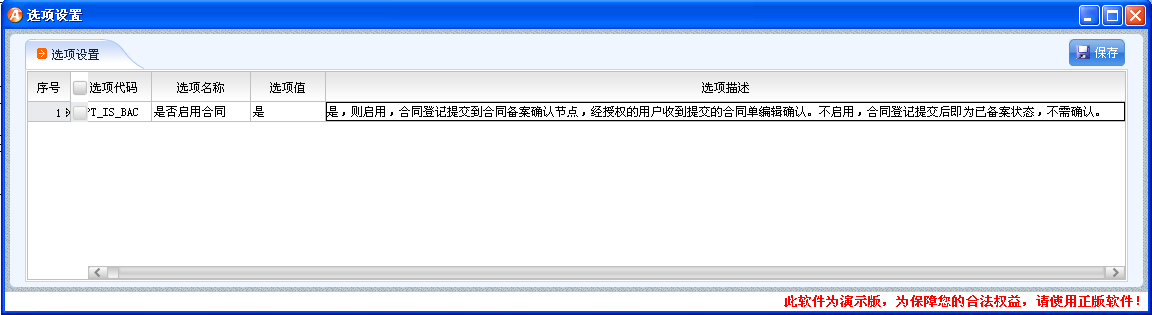 选项设置
选项设置
保存
序号 选项代码 选项名称 选项值 选项描述
1 PT_IS_BAC 是否启用合同 是 是，则启用，合同登记提交到合同备案确认节点，经授权的用户收到提交的合同单编辑确认。不启用，合同登记提交后即为已备案状态，不需确认。
此软件为演示版，为保障您的合法权益，请使用正版软件！